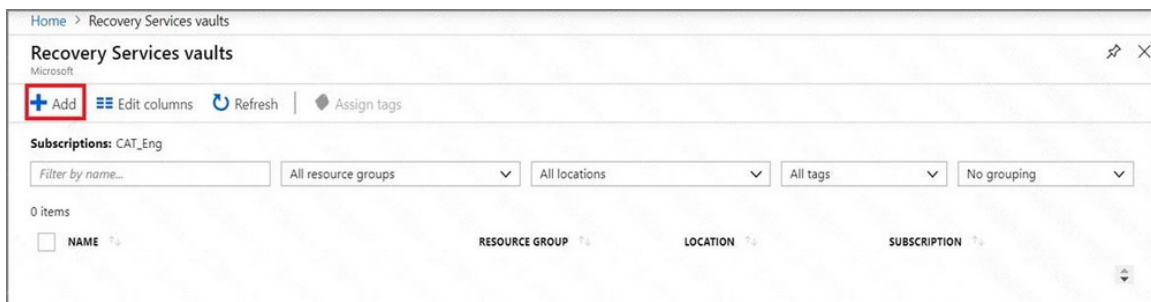 Home > Recovery Services vaults
Recovery Services vaults
Microsoft
Add Edit columns Refresh Assign tags
Subscriptions: CAT_Eng
Filter by name... All resource groups All locations All tags No grouping
0 items
NAME RESOURCE GROUP LOCATION SUBSCRIPTION